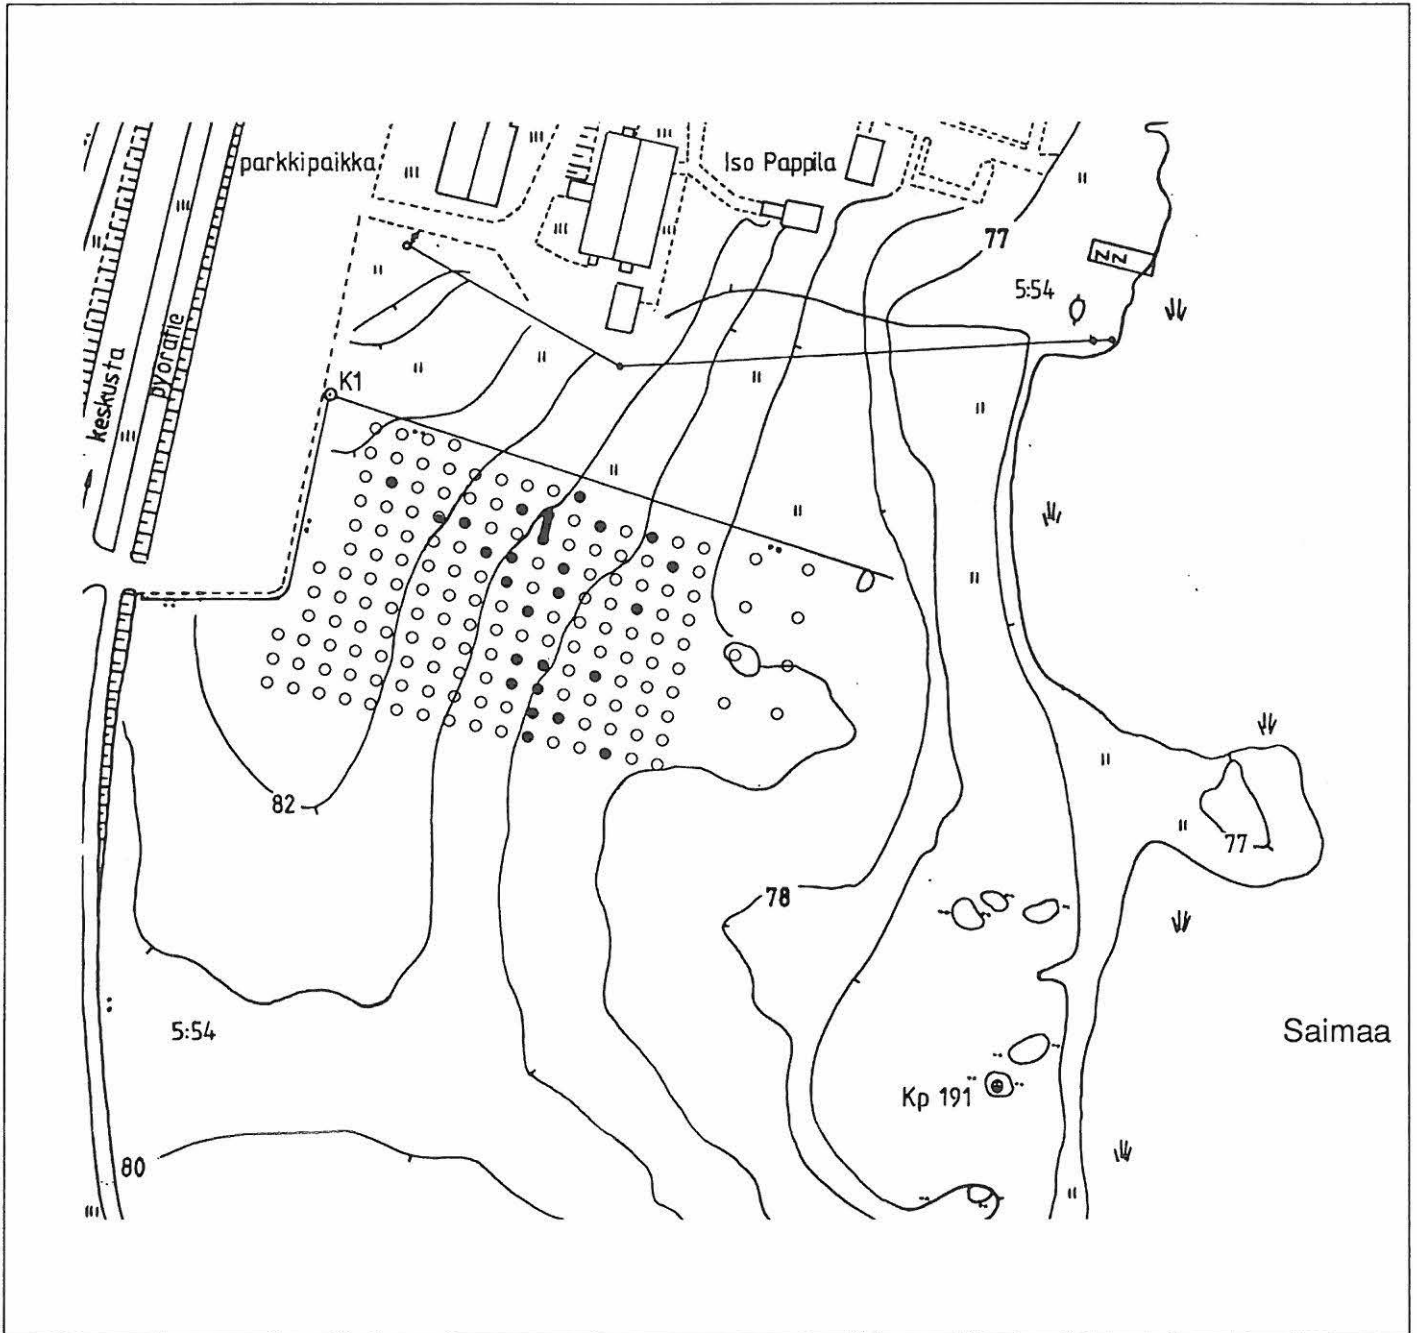 parkkipaikka
Iso Pappila
77
5:54
keskusta
pyörätie
K1
82
77
78
5:54
Saimaa
Kp 191
80